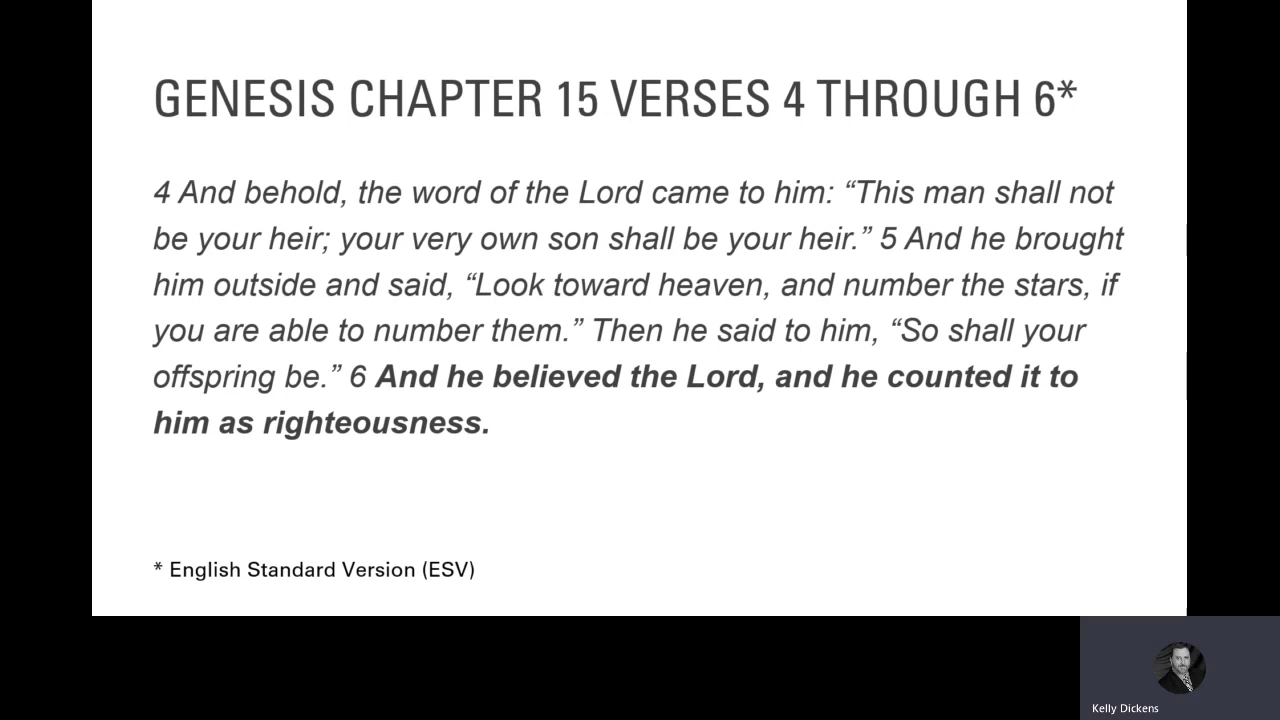 GENESIS CHAPTER 15 VERSES 4 THROUGH 6*
4 And behold, the word of the Lord came to him: “This man shall not
be your heir; your very own son shall be your heir.” 5 And he brought
him outside and said, “Look toward heaven, and number the stars, if
you are able to number them.” Then he said to him, “So shall your
offspring be.” 6 And he believed the Lord, and he counted it to
him as righteousness.
* English Standard Version (ESV)
Kelly Dickens